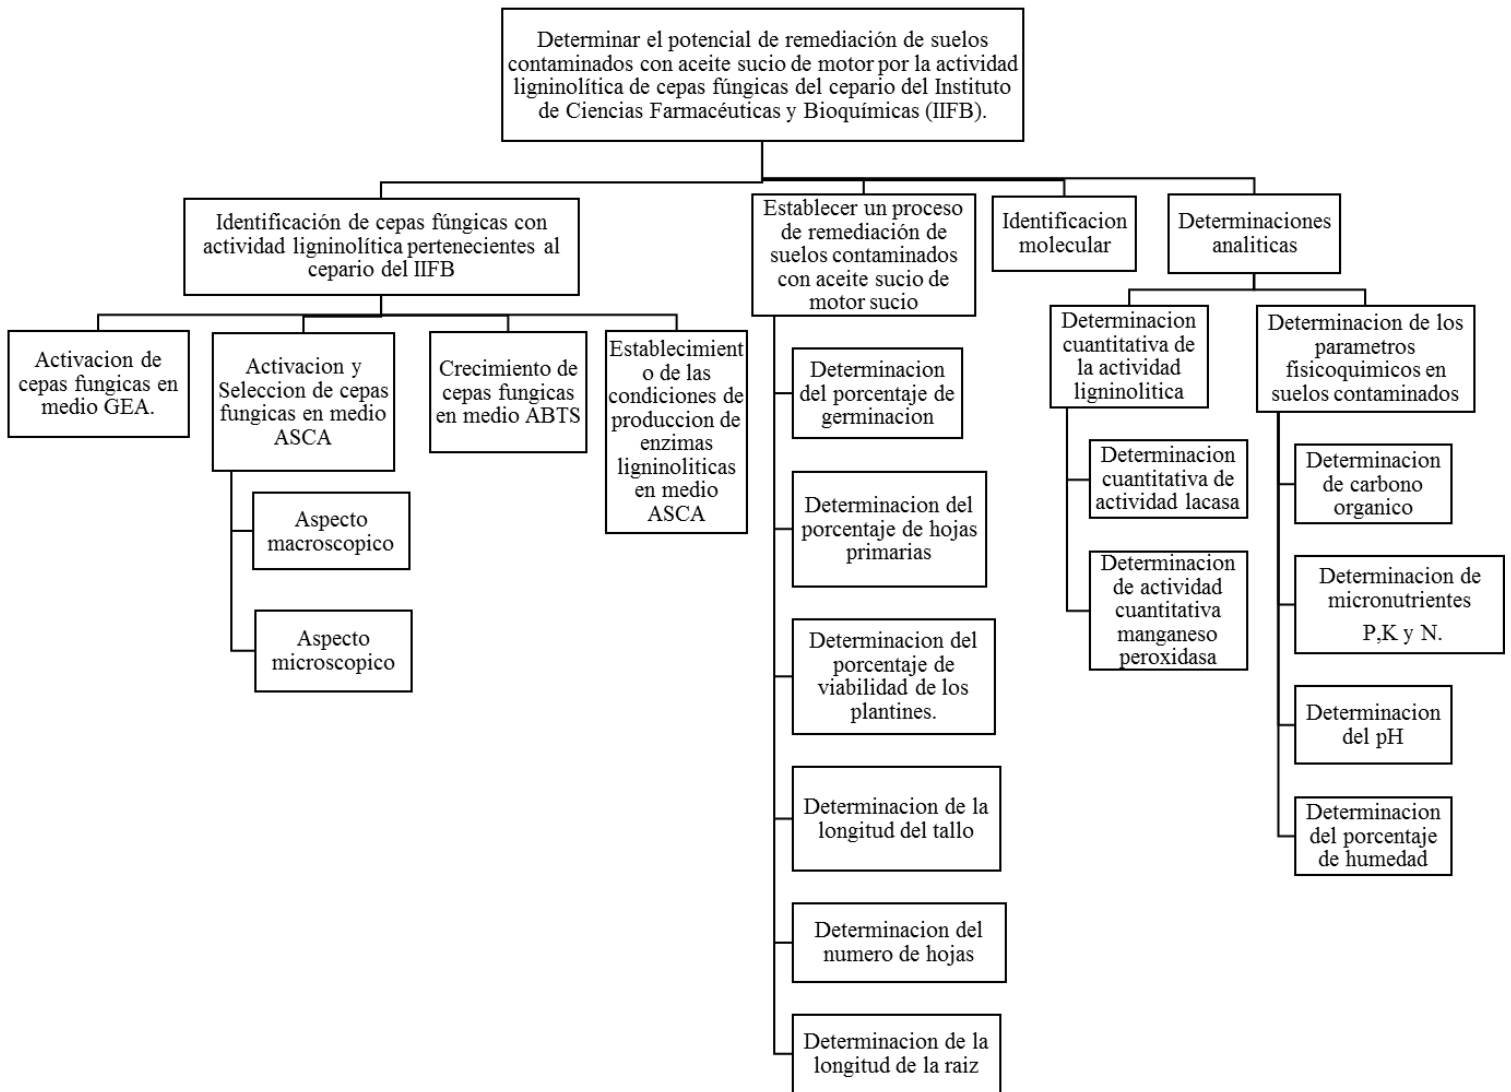 Determinar el potencial de remediación de suelos
contaminados con aceite sucio de motor por la actividad
ligninolítica de cepas fúngicas del cepario del Instituto
de Ciencias Farmacéuticas y Bioquímicas (IIFB).
Identificación de cepas fúngicas con
actividad ligninolítica pertenecientes al
cepario del IIFB
Activacion de
cepas fungicas en
medio GEA.
Activacion y
Seleccion de cepas
fungicas en medio
ASCA
Aspecto
macroscopico
Aspecto
microscopico
Crecimiento de
cepas fungicas
en medio ABTS
Establecimient
o de las
condiciones de
produccion de
enzimas
ligninoliticas
en medio
ASCA
Establecer un proceso
de remediación de
suelos contaminados
con aceite sucio de
motor sucio
Determinacion
del porcentaje de
germinacion
Determinacion del
porcentaje de hojas
primarias
Determinacion del
porcentaje de
viabilidad de los
plantines.
Determinacion de la
longitud del tallo
Determinacion del
numero de hojas
Determinacion de la
longitud de la raiz
Identificacion
molecular
Determinaciones
analiticas
Determinacion
cuantitativa de
la actividad
ligninolitica
Determinacion
cuantitativa de
actividad lacasa
Determinacion
de actividad
cuantitativa
manganeso
peroxidasa
Determinacion de los
parametros
fisicoquimicos en
suelos contaminados
Determinacion
de carbono
organico
Determinacion de
micronutrientes
P,K y N.
Determinacion
del pH
Determinacion
del porcentaje
de humedad